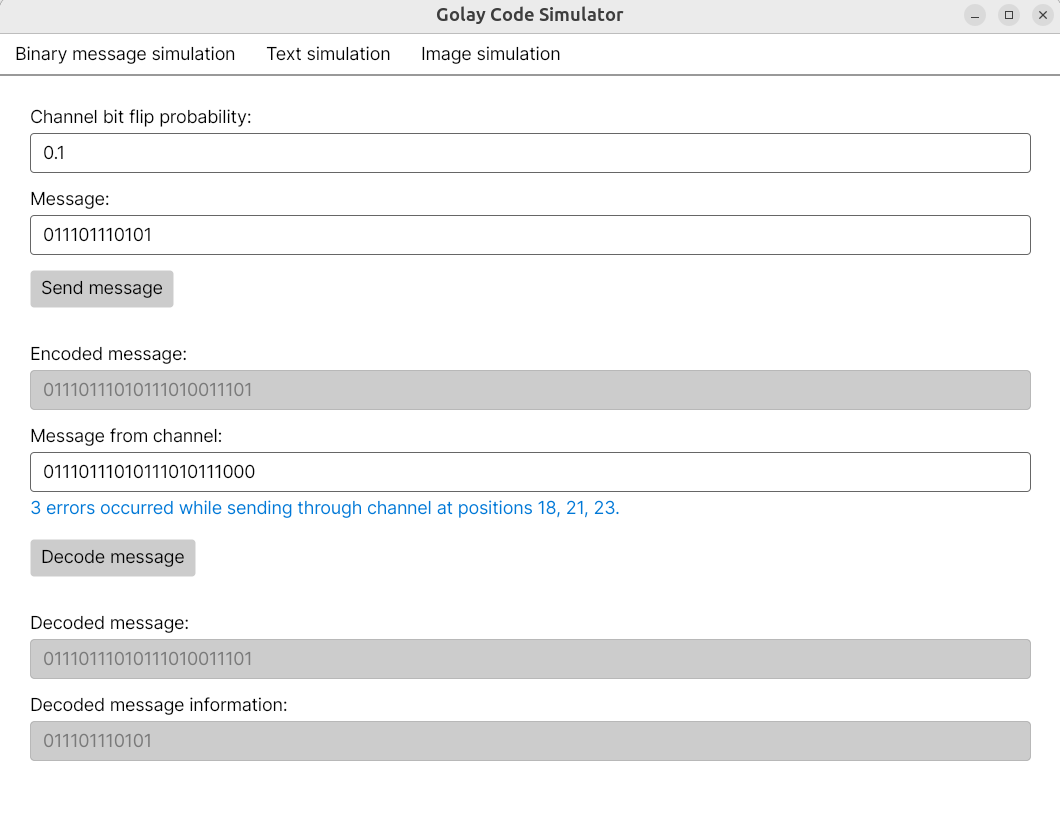 Golay Code Simulator
Binary message simulation Text simulation Image simulation
Channel bit flip probability:
0.1
Message:
011101110101
Send message
Encoded message:
01110111010111010011101
Message from channel:
01110111010111010111000
3 errors occurred while sending through channel at positions 18, 21, 23.
Decode message
Decoded message:
01110111010111010011101
Decoded message information:
011101110101